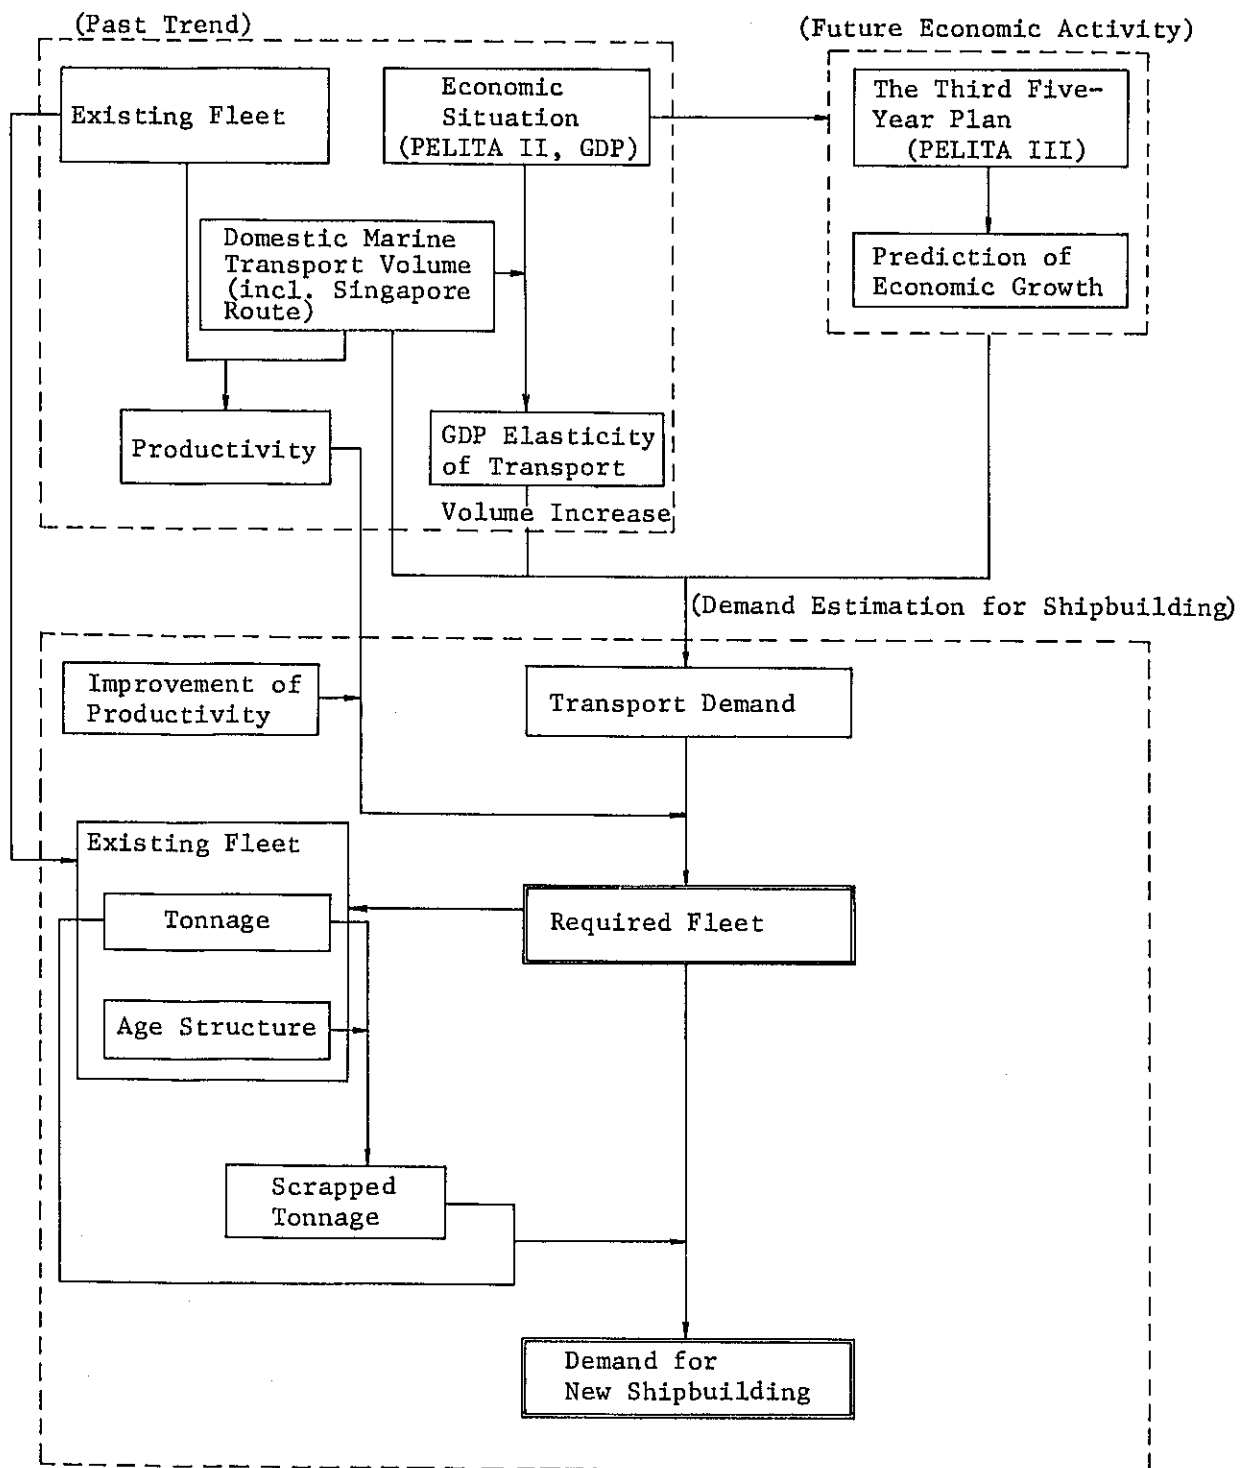 (Past Trend)
(Future Economic Activity)
Existing Fleet
Economic
Situation
(PELITA II, GDP)
The Third Five-
Year Plan
(PELITA III)
Domestic Marine
Transport Volume
(incl. Singapore
Route)
Prediction of
Economic Growth
Productivity
GDP Elasticity
of Transport
Volume Increase
(Demand Estimation for Shipbuilding)
Improvement of
Productivity
Transport Demand
Existing Fleet
Tonnage
Required Fleet
Age Structure
Scrapped
Tonnage
Demand for
New Shipbuilding